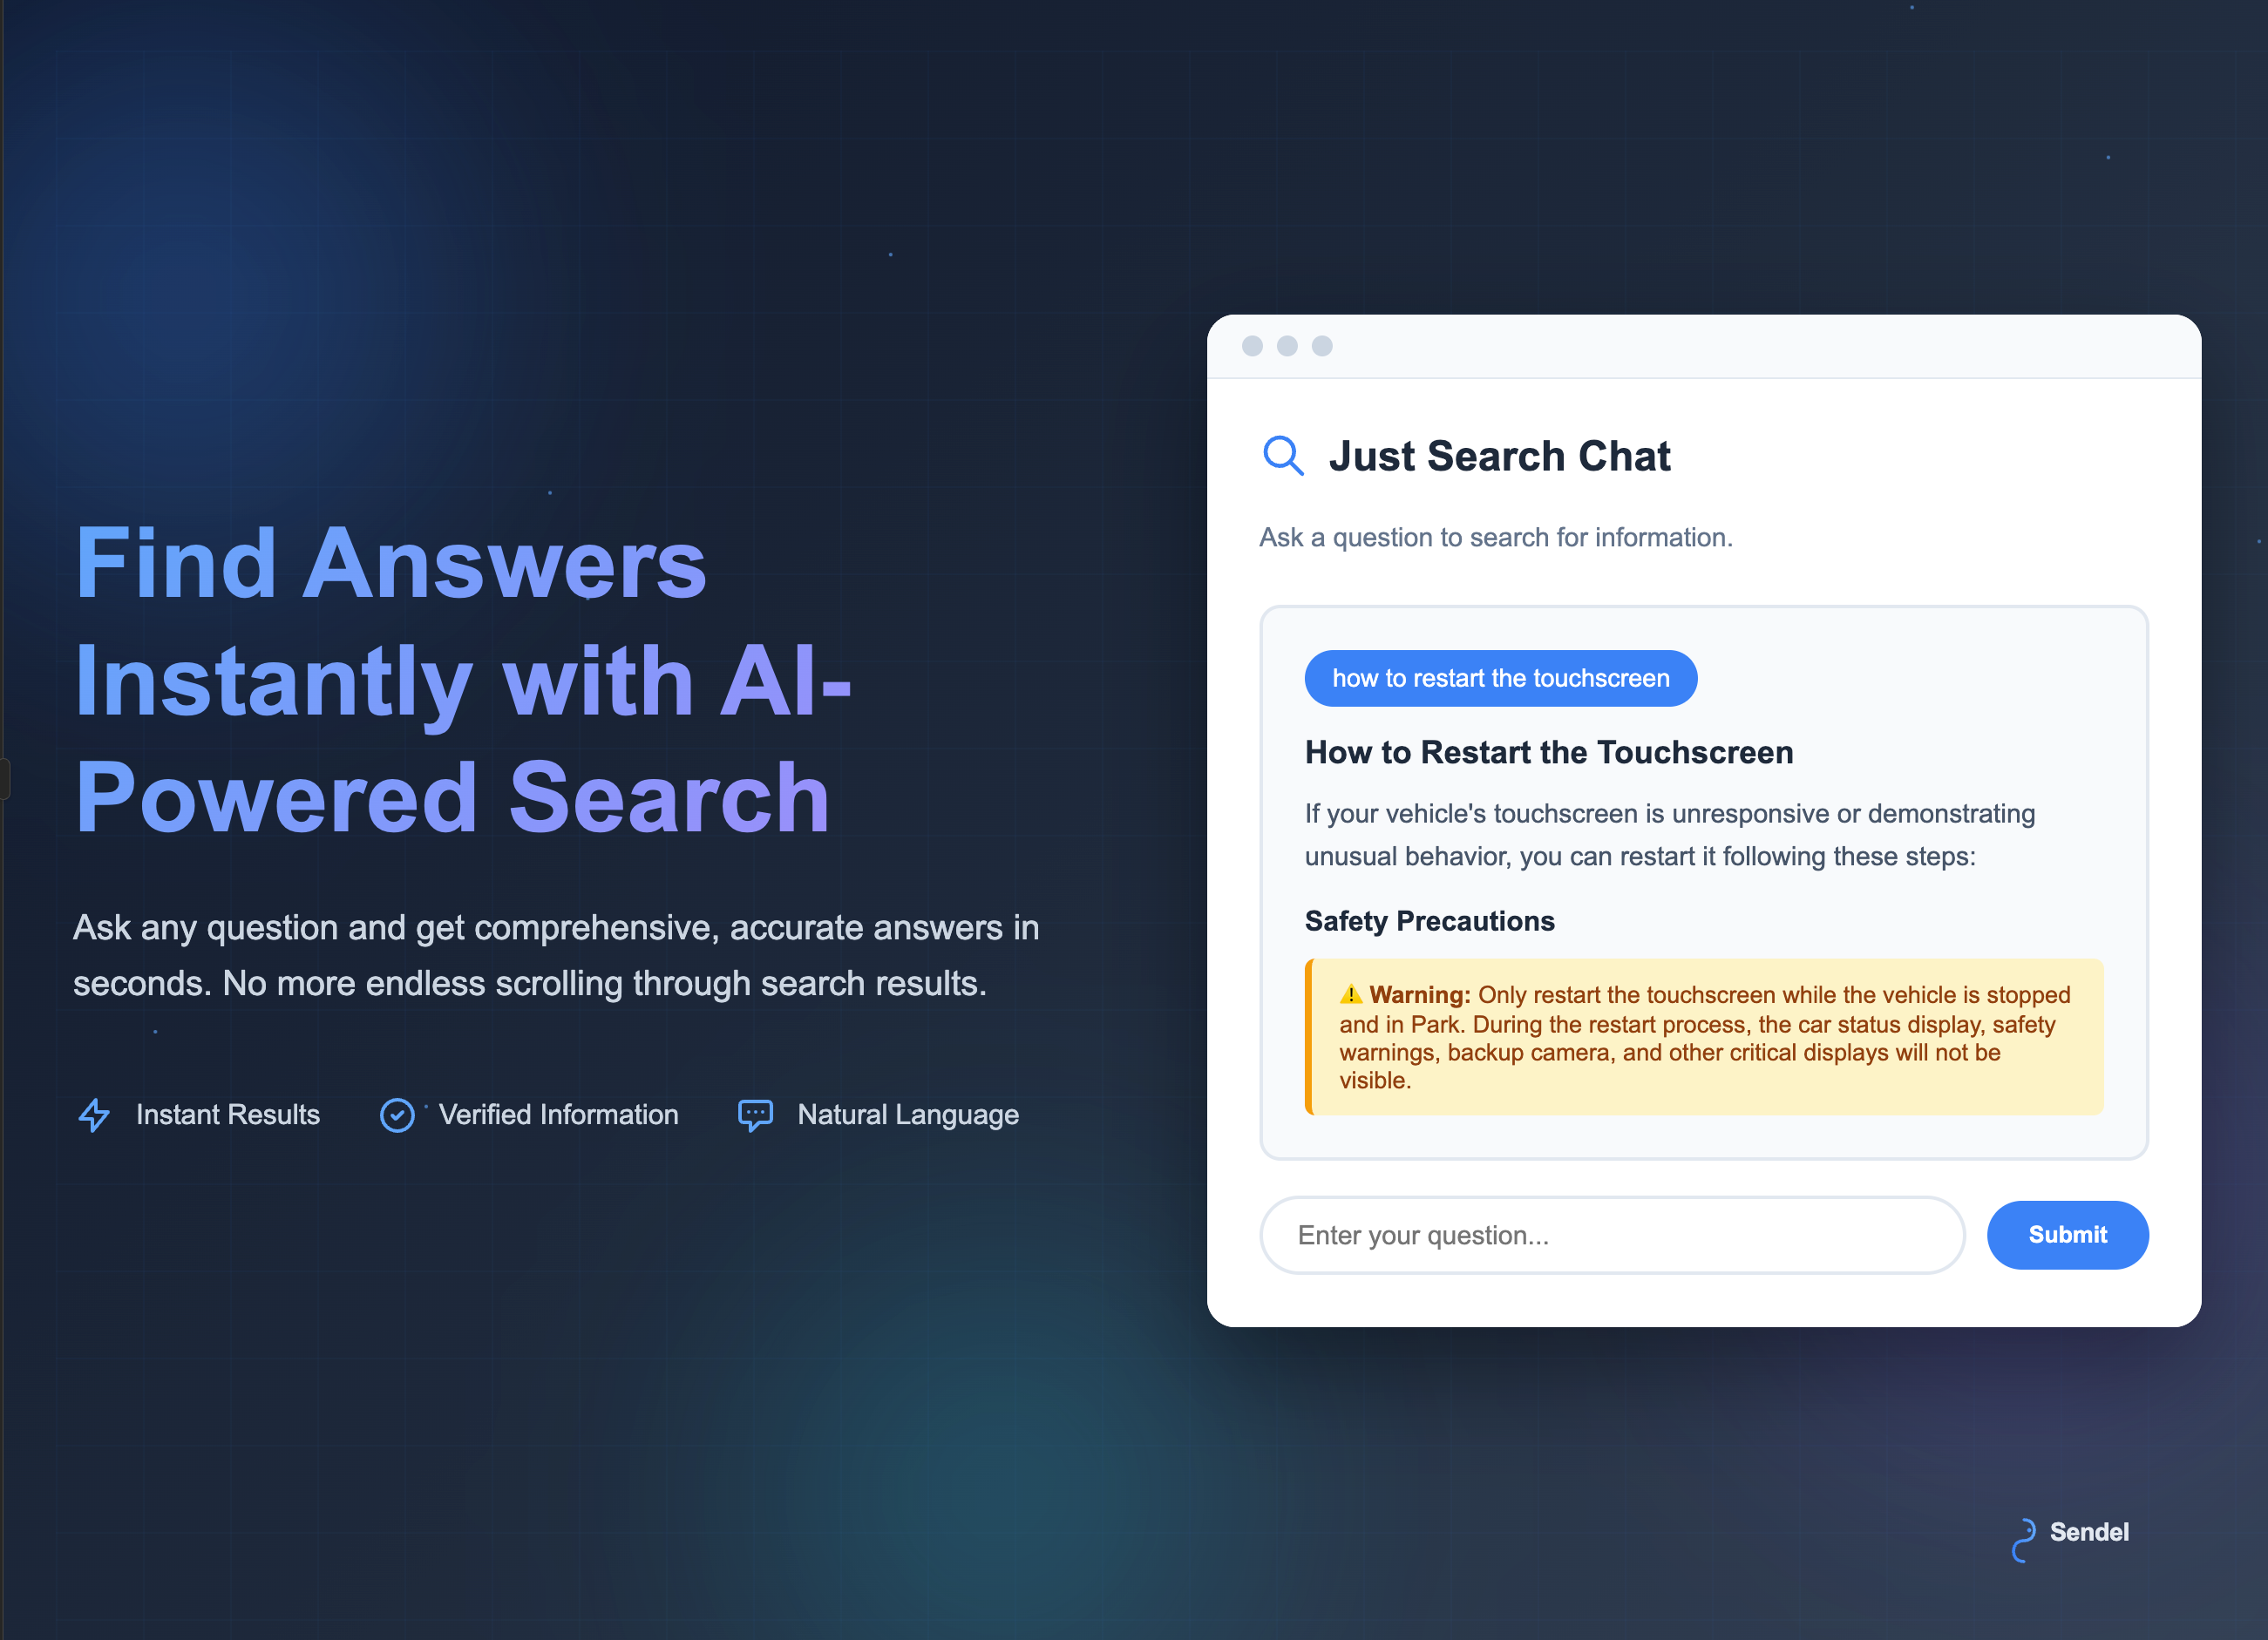 Find Answers
Instantly with AI-
Powered Search
Ask any question and get comprehensive, accurate answers in
seconds. No more endless scrolling through search results.
Instant Results
Verified Information
Natural Language
Just Search Chat
Ask a question to search for information.
how to restart the touchscreen
How to Restart the Touchscreen
If your vehicle's touchscreen is unresponsive or demonstrating
unusual behavior, you can restart it following these steps:
Safety Precautions
⚠️ Warning: Only restart the touchscreen while the vehicle is stopped
and in Park. During the restart process, the car status display, safety
warnings, backup camera, and other critical displays will not be
visible.
Enter your question...
Submit
Sendel